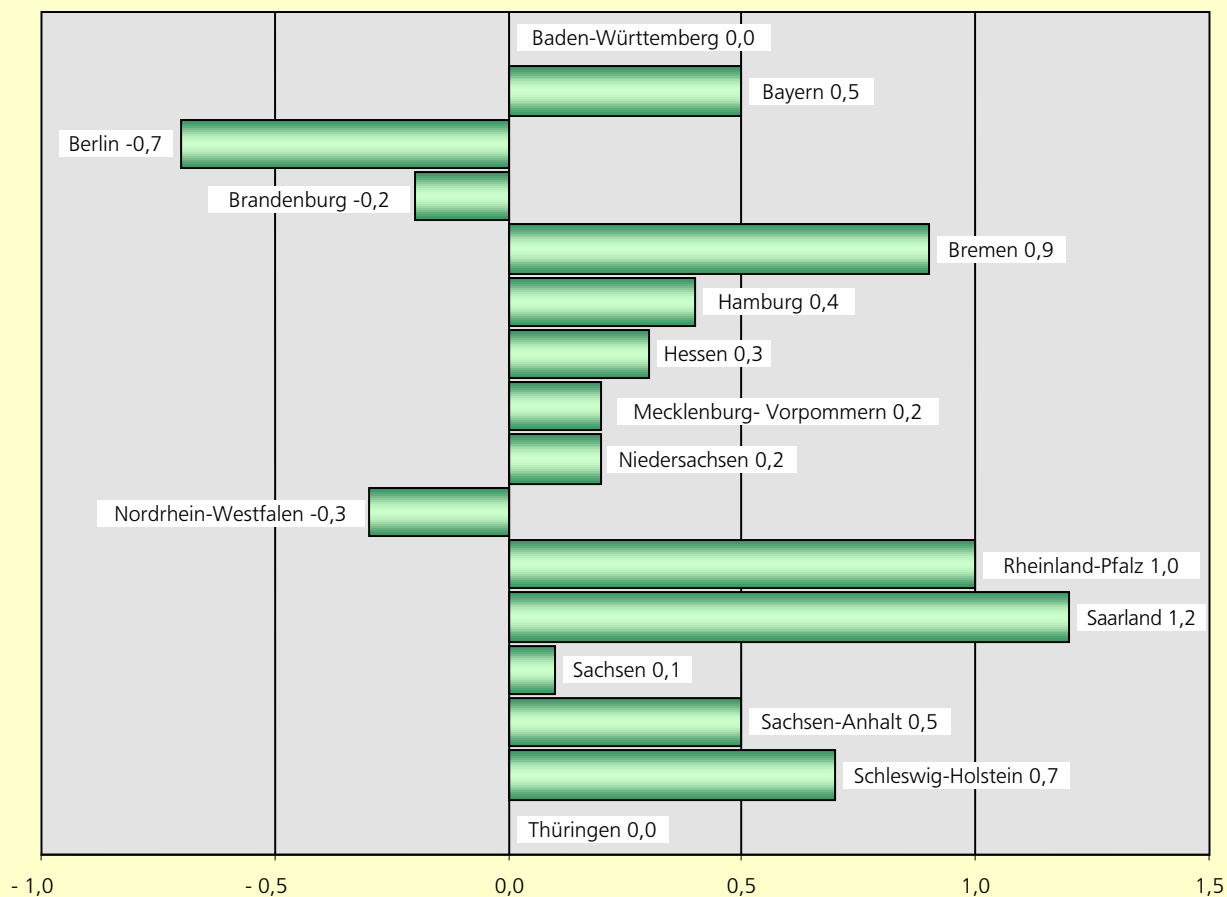 Baden-Württemberg 0,0
Bayern 0,5
Berlin -0,7
Brandenburg -0,2
Bremen 0,9
Hamburg 0,4
Hessen 0,3
Mecklenburg- Vorpommern 0,2
Niedersachsen 0,2
Nordrhein-Westfalen -0,3
Rheinland-Pfalz 1,0
Saarland 1,2
Sachsen 0,1
Sachsen-Anhalt 0,5
Schleswig-Holstein 0,7
Thüringen 0,0
- 1,0 - 0,5 0,0 0,5 1,0 1,5